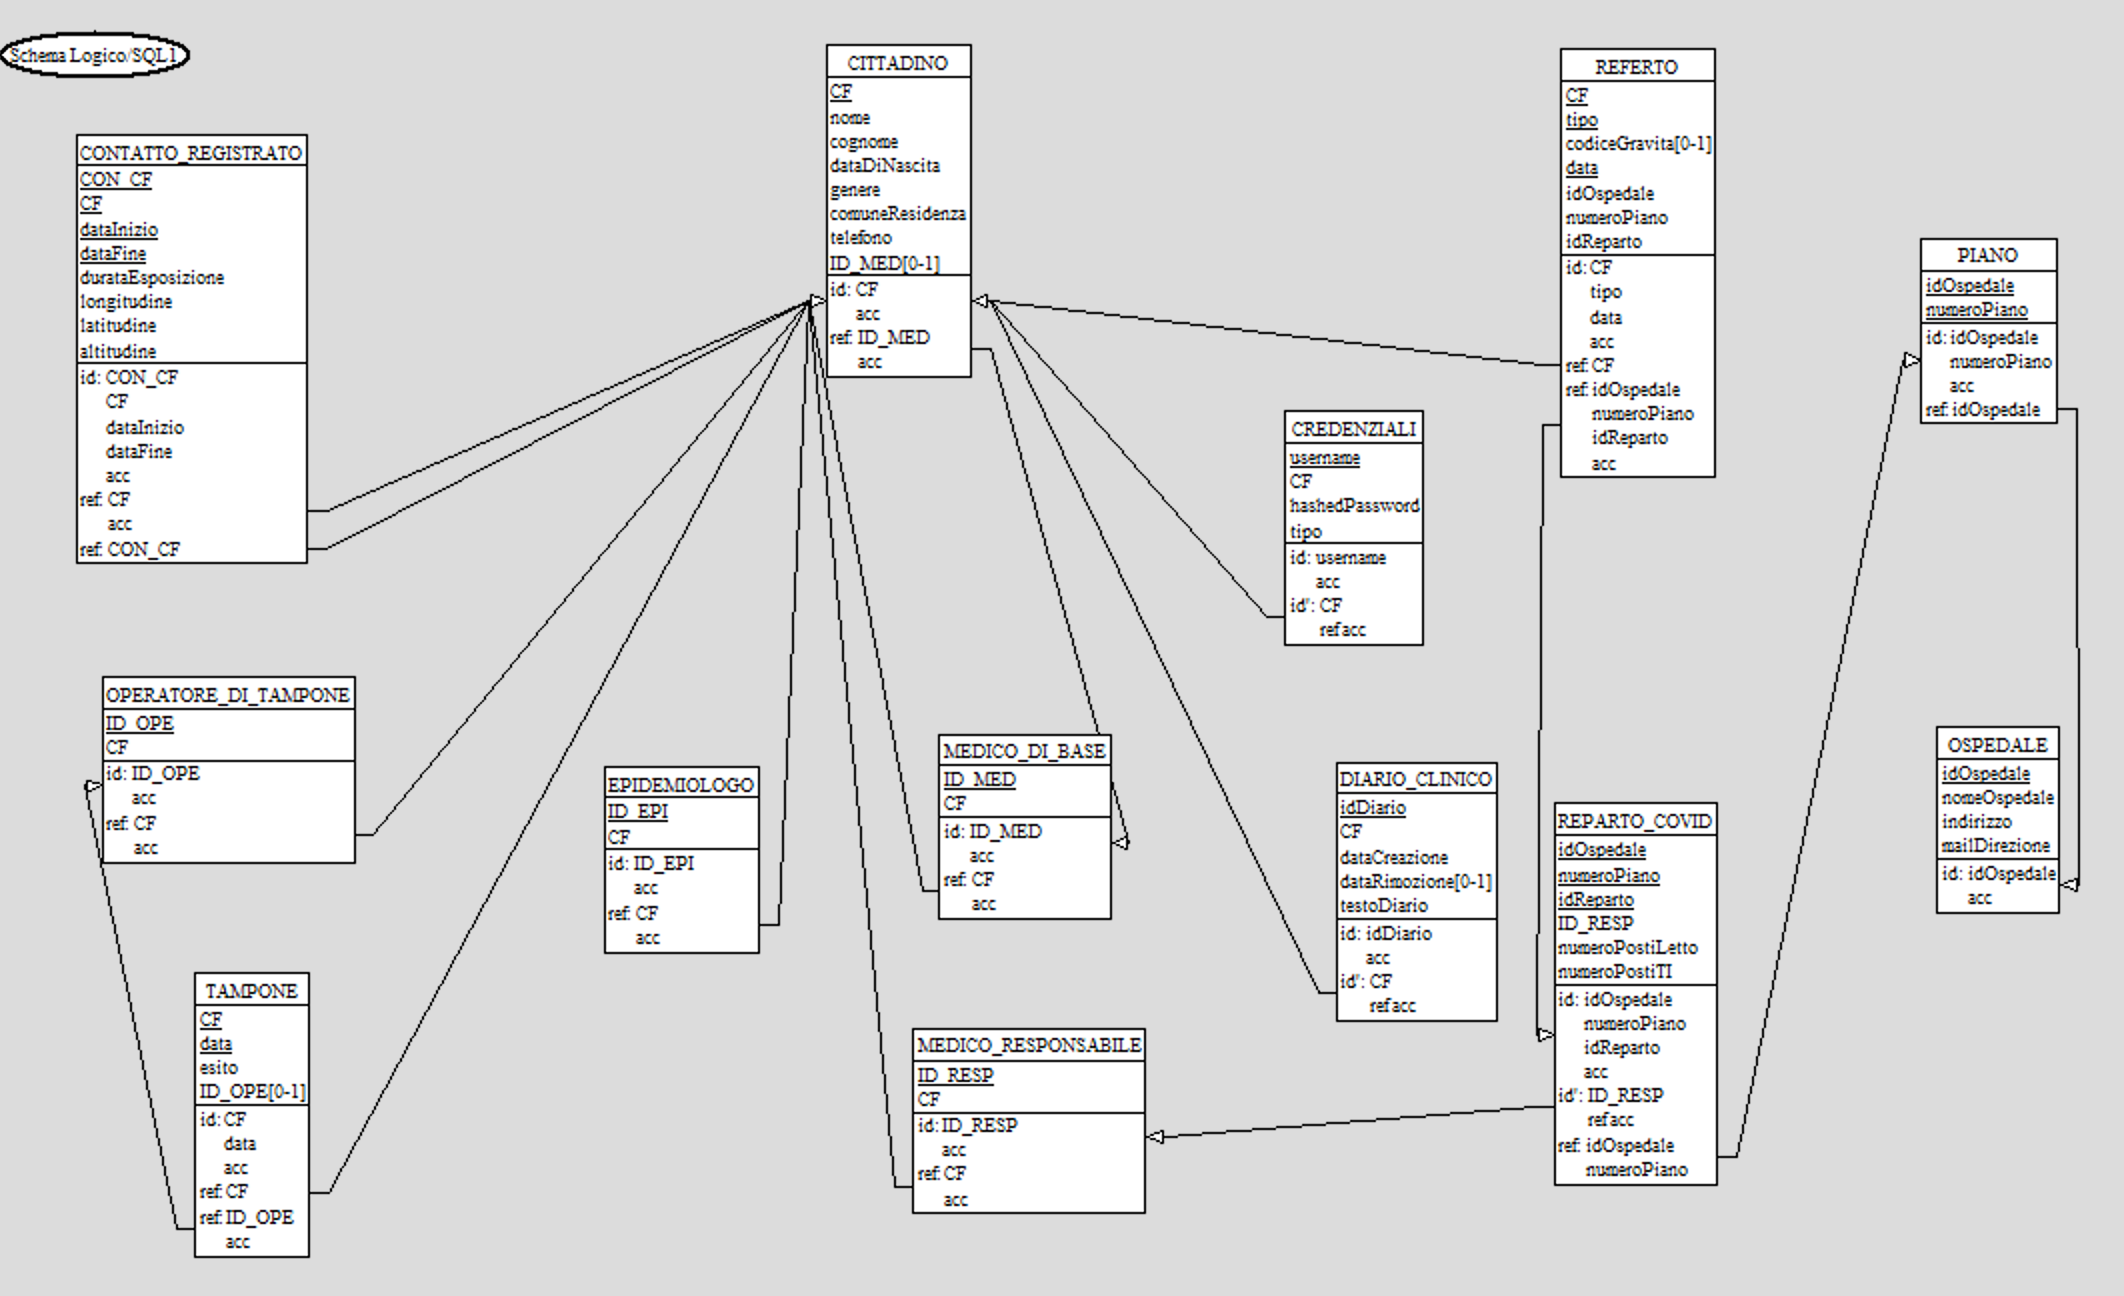 Schema Logico/SQL1
CONTATTO_REGISTRATO
CON_CF
CF
dataInizio
dataFine
durataEsposizione
longitudine
latitudine
altitudine
id: CON_CF
CF
dataInizio
dataFine
acc
ref: CF
acc
ref: CON_CF
CITTADINO
CF
nome
cognome
dataDiNascita
genere
comuneResidenza
telefono
ID_MED[0-1]
id: CF
acc
ref: ID_MED
acc
REFERTO
CF
tipo
codiceGravita[0-1]
data
idOspedale
numeroPiano
idReparto
id: CF
tipo
data
acc
ref: CF
ref: idOspedale
numeroPiano
idReparto
acc
PIANO
idOspedale
numeroPiano
id: idOspedale
numeroPiano
acc
ref: idOspedale
CREDENZIALI
username
CF
hashedPassword
tipo
id: username
acc
id': CF
ref acc
OPERATORE_DI_TAMPONE
ID_OPE
CF
id: ID_OPE
acc
ref: CF
acc
EPIDEMIOLOGO
ID_EPI
CF
id: ID_EPI
acc
ref: CF
acc
MEDICO_DI_BASE
ID_MED
CF
id: ID_MED
acc
ref: CF
acc
DIARIO_CLINICO
idDiario
CF
dataCreazione
dataRimozione[0-1]
testoDiario
id: idDiario
acc
id': CF
ref acc
REPARTO_COVID
idOspedale
numeroPiano
idReparto
ID_RESP
numeroPostiLetto
numeroPostiTI
id: idOspedale
numeroPiano
idReparto
acc
id': ID_RESP
ref acc
ref: idOspedale
numeroPiano
OSPEDALE
idOspedale
nomeOspedale
indirizzo
mailDirezione
id: idOspedale
acc
TAMPONE
CF
data
esito
ID_OPE[0-1]
id: CF
data
acc
ref: CF
ref: ID_OPE
acc
MEDICO_RESPONSABILE
ID_RESP
CF
id: ID_RESP
acc
ref: CF
acc